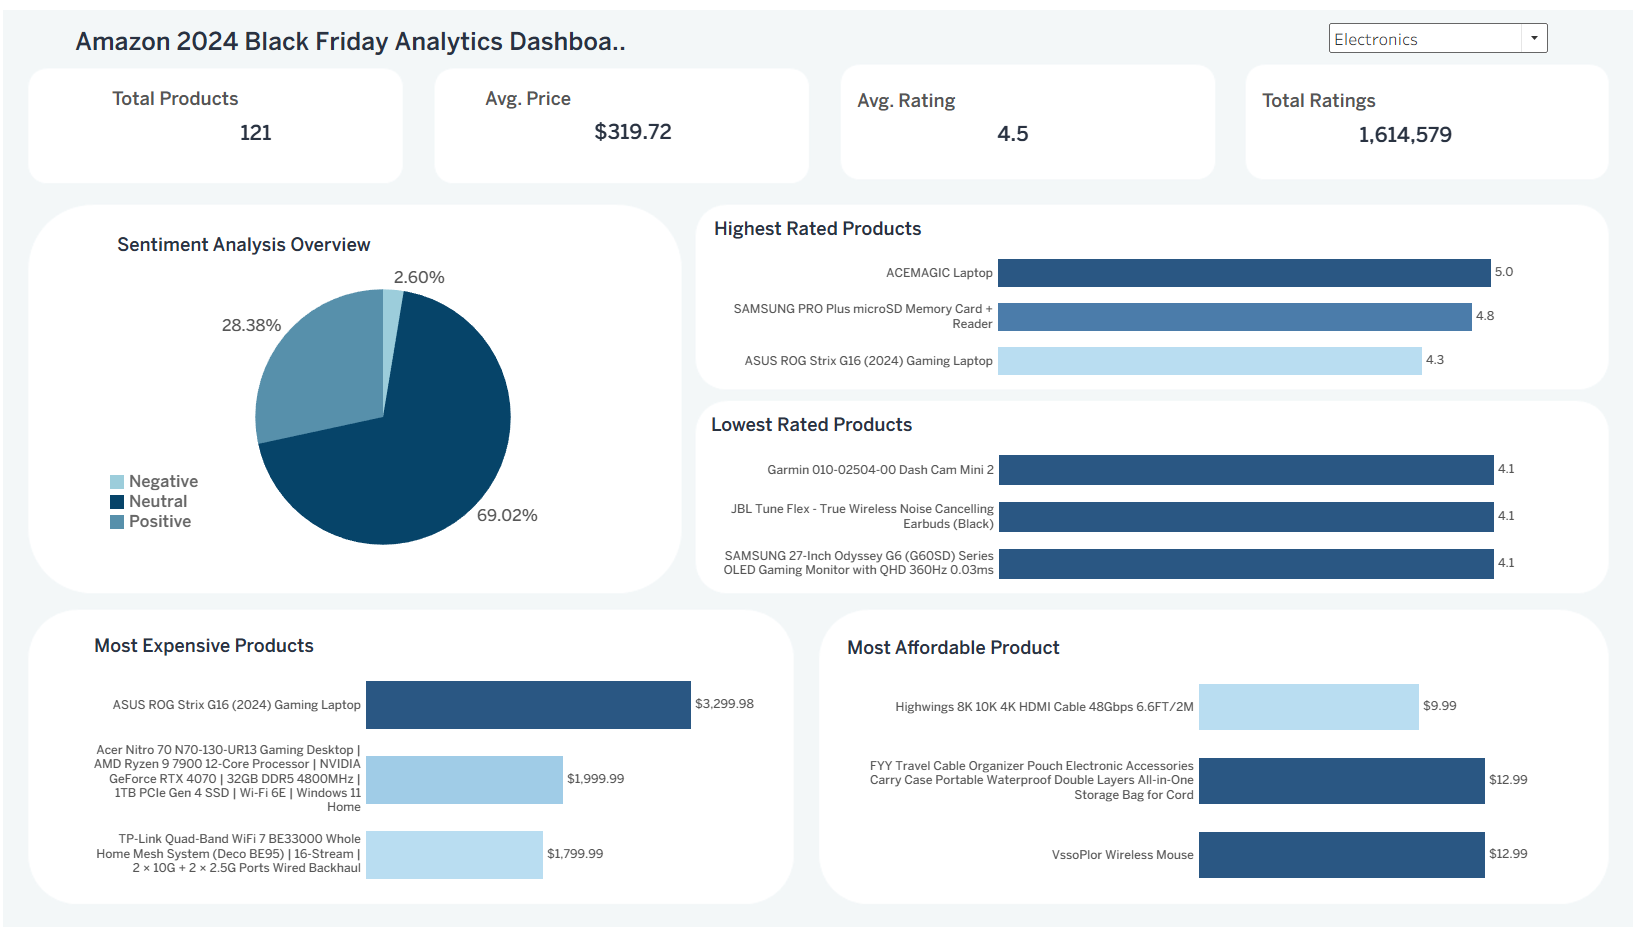 Amazon 2024 Black Friday Analytics Dashboa..
Electronics
Total Products
121
Avg. Price
$319.72
Avg. Rating
4.5
Total Ratings
1,614,579
Sentiment Analysis Overview
2.60%
28.38%
69.02%
Negative
Neutral
Positive
Highest Rated Products
ACEMAGIC Laptop
5.0
SAMSUNG PRO Plus microSD Memory Card +
Reader
4.8
ASUS ROG Strix G16 (2024) Gaming Laptop
4.3
Lowest Rated Products
Garmin 010-02504-00 Dash Cam Mini 2
4.1
JBL Tune Flex - True Wireless Noise Cancelling
Earbuds (Black)
4.1
SAMSUNG 27-Inch Odyssey G6 (G60SD) Series
OLED Gaming Monitor with QHD 360Hz 0.03ms
4.1
Most Expensive Products
ASUS ROG Strix G16 (2024) Gaming Laptop
$3,299.98
Acer Nitro 70 N70-130-UR13 Gaming Desktop |
AMD Ryzen 9 7900 12-Core Processor | NVIDIA
GeForce RTX 4070 | 32GB DDR5 4800MHz |
1TB PCIe Gen 4 SSD | Wi-Fi 6E | Windows 11
Home
$1,999.99
TP-Link Quad-Band WiFi 7 BE33000 Whole
Home Mesh System (Deco BE95) | 16-Stream |
2 × 10G + 2 × 2.5G Ports Wired Backhaul
$1,799.99
Most Affordable Product
Highwings 8K 10K 4K HDMI Cable 48Gbps 6.6FT/2M
$9.99
FYY Travel Cable Organizer Pouch Electronic Accessories
Carry Case Portable Waterproof Double Layers All-in-One
Storage Bag for Cord
$12.99
VssoPlor Wireless Mouse
$12.99